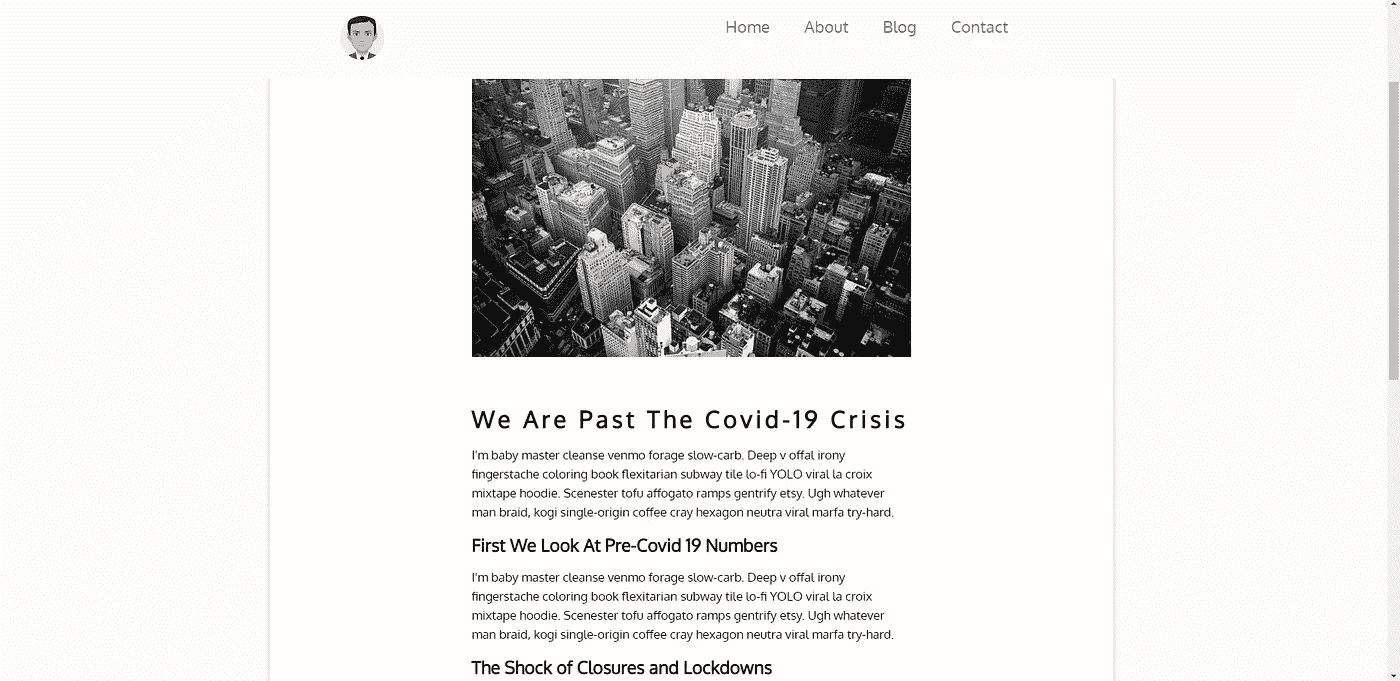 Home About Blog Contact
We Are Past The Covid-19 Crisis
I'm baby master cleanse venmo forage slow-carb. Deep v offal irony
fingerstache coloring book flexitarian subway tile lo-fi YOLO viral la croix
mixtape hoodie. Scenester tofu affogato ramps gentrify etsy. Ugh whatever
man braid, kogi single-origin coffee cray hexagon neutra viral marfa try-hard.
First We Look At Pre-Covid 19 Numbers
I'm baby master cleanse venmo forage slow-carb. Deep v offal irony
fingerstache coloring book flexitarian subway tile lo-fi YOLO viral la croix
mixtape hoodie. Scenester tofu affogato ramps gentrify etsy. Ugh whatever
man braid, kogi single-origin coffee cray hexagon neutra viral marfa try-hard.
The Shock of Closures and Lockdowns